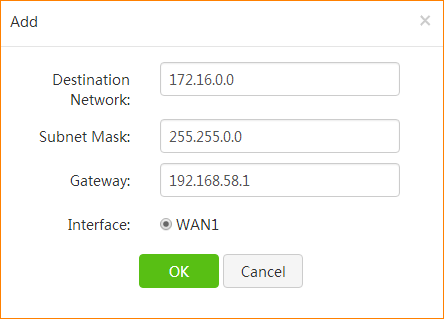 Add ×
Destination 172.16.0.0
Network:
Subnet Mask: 255.255.0.0
Gateway: 192.168.58.1
Interface: WAN1
OK Cancel